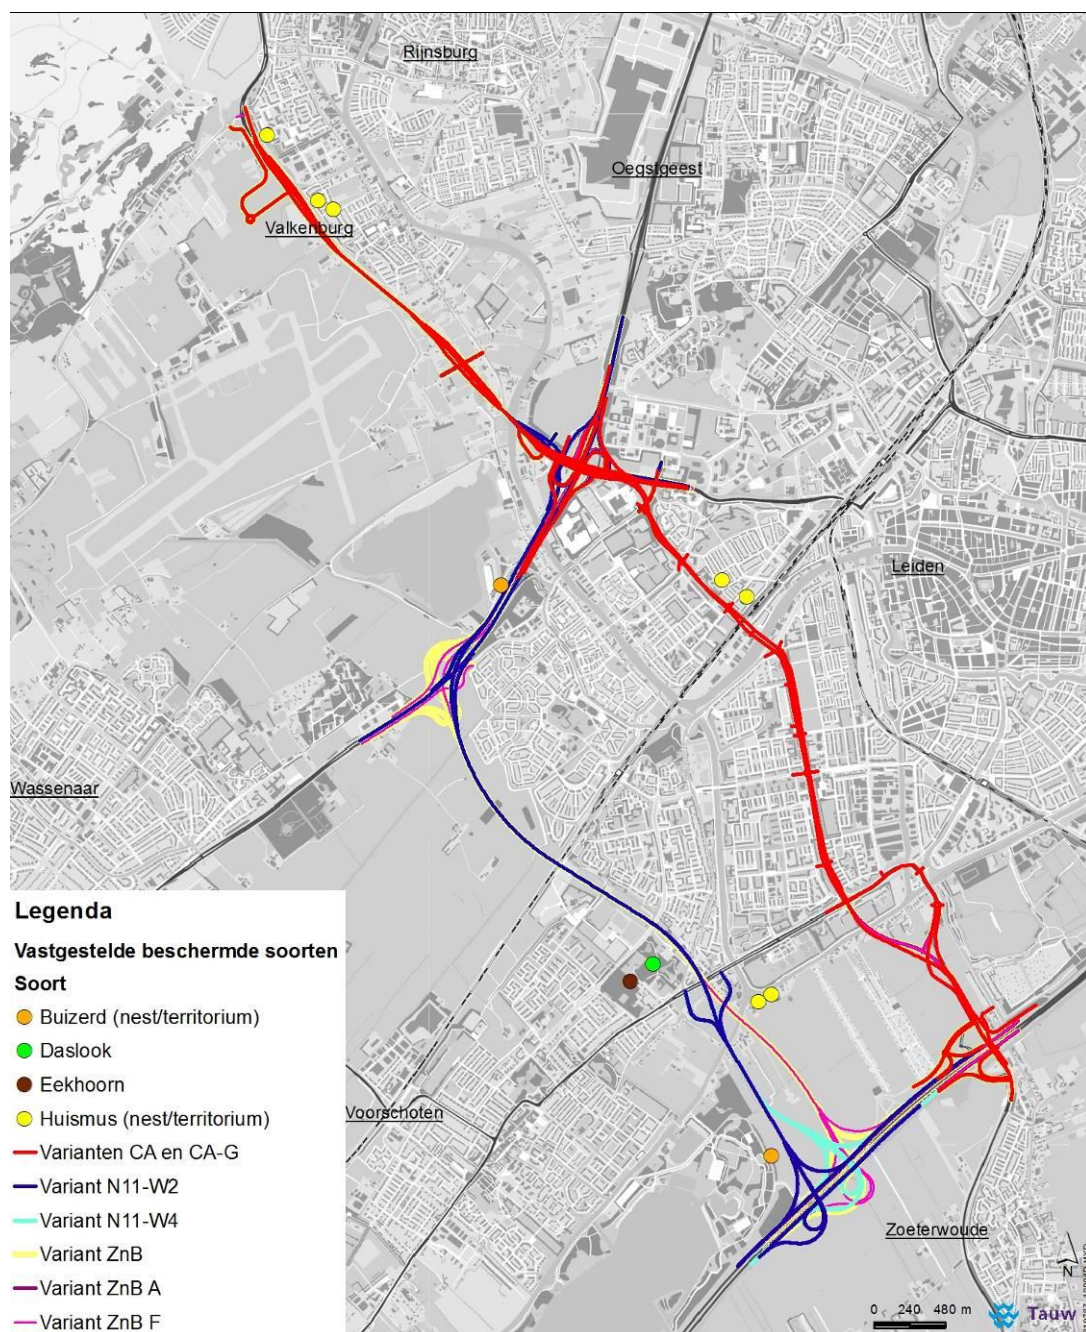 Rijnsburg
Oegstgeest
Valkenburg
Leiden
Wassenaar
Voorschoten
Zoeterwoude
Legenda
Vastgestelde beschermde soorten
Soort
Buizerd (nest/territorium)
Daslook
Eekhoorn
Huismus (nest/territorium)
Varianten CA en CA-G
Variant N11-W2
Variant N11-W4
Variant ZnB
Variant ZnB A
Variant ZnB F
N
0 240 480 m
Tauw